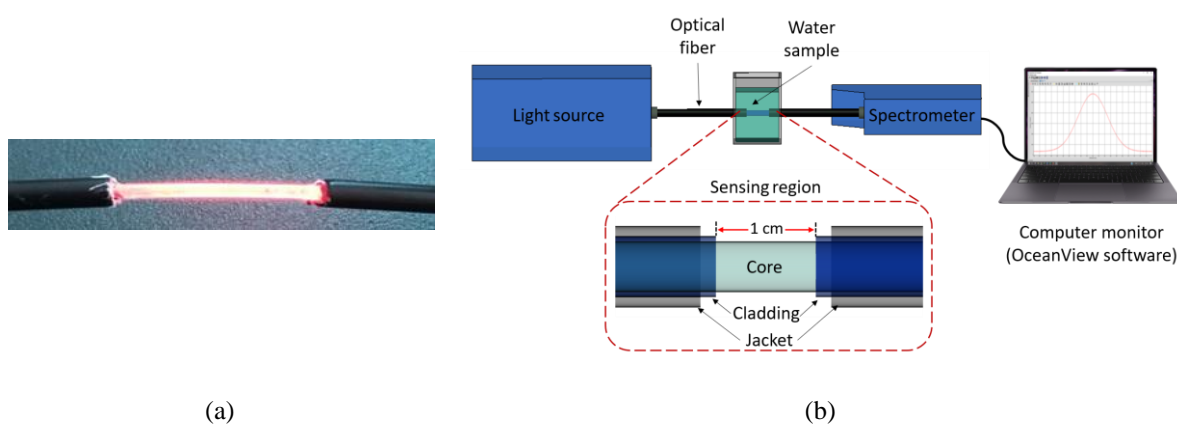 Optical
fiber
Water
sample
Light source
Spectrometer
Sensing region
1 cm
Core
Cladding
Jacket
Computer monitor
(OceanView software)
(a)
(b)